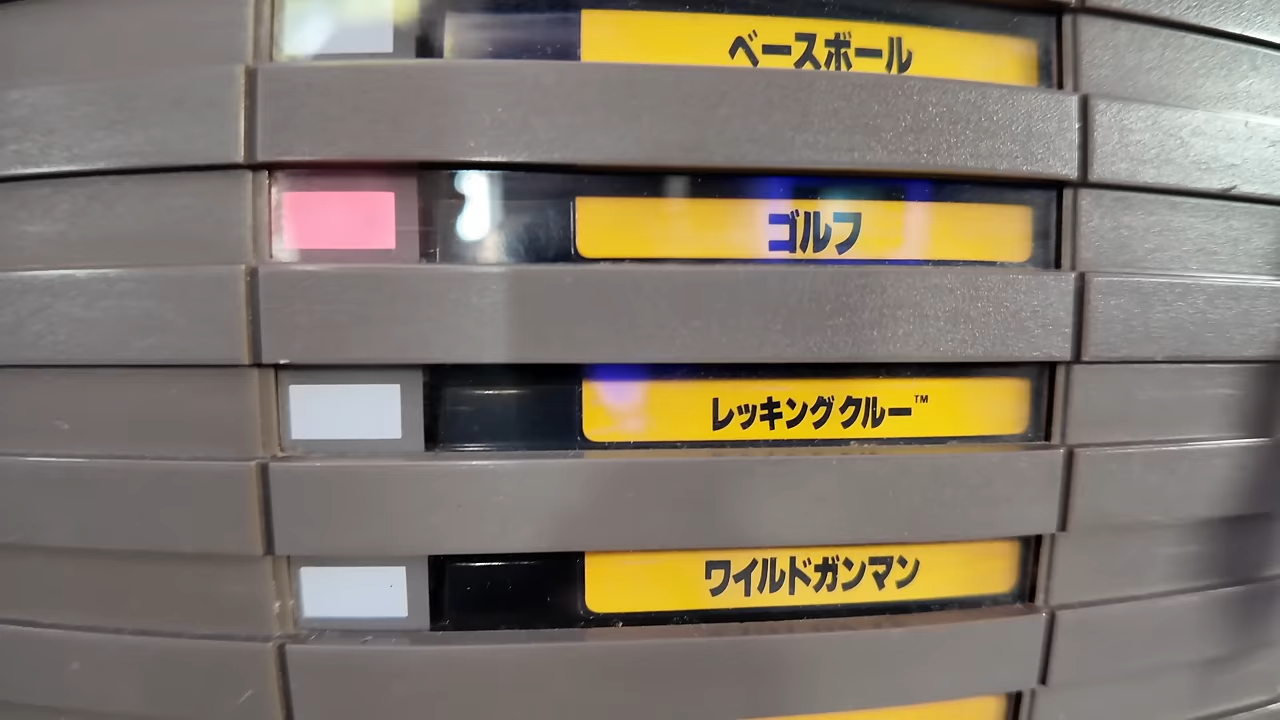 ベースボール
ゴルフ
レッキングクルー™
ワイルドガンマン